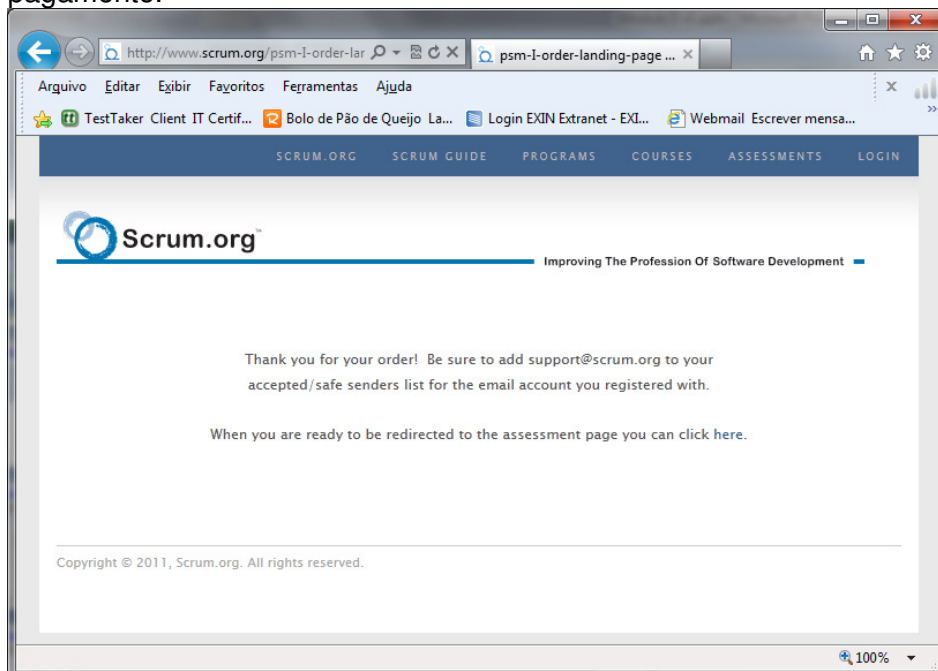 pagamento.
http://www.scrum.org/psm-I-order-lar
psm-I-order-landing-page ...
Arquivo Editar Exibir Favoritos Ferramentas Ajuda
TestTaker Client IT Certif... Bolo de Pão de Queijo La... Login EXIN Extranet - EXI... Webmail Escrever mensa...
SCRUM.ORG SCRUM GUIDE PROGRAMS COURSES ASSESSMENTS LOGIN
Scrum.org™
Improving The Profession Of Software Development
Thank you for your order! Be sure to add support@scrum.org to your
accepted/safe senders list for the email account you registered with.
When you are ready to be redirected to the assessment page you can click here.
Copyright © 2011, Scrum.org. All rights reserved.
100%